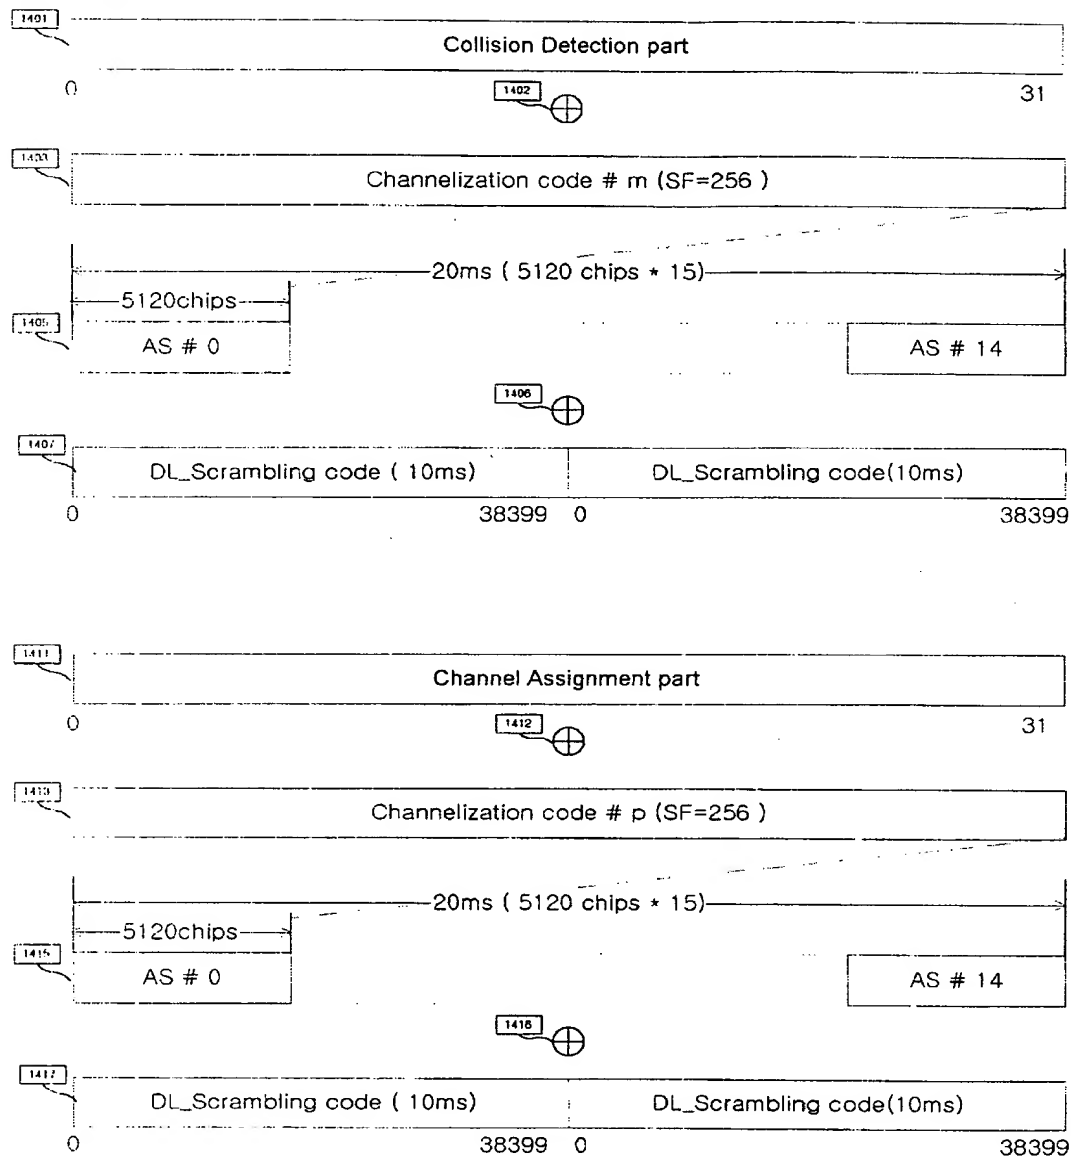 1401
Collision Detection part
0
31
1402
1403
Channelization code # m (SF=256 )
20ms ( 5120 chips * 15)
5120chips
1405
AS # 0
AS # 14
1406
1407
DL_Scrambling code ( 10ms)
DL_Scrambling code(10ms)
0
38399
0
38399
1411
Channel Assignment part
0
31
1412
1413
Channelization code # p (SF=256 )
20ms ( 5120 chips * 15)
5120chips
1415
AS # 0
AS # 14
1416
1417
DL_Scrambling code ( 10ms)
DL_Scrambling code(10ms)
0
38399
0
38399